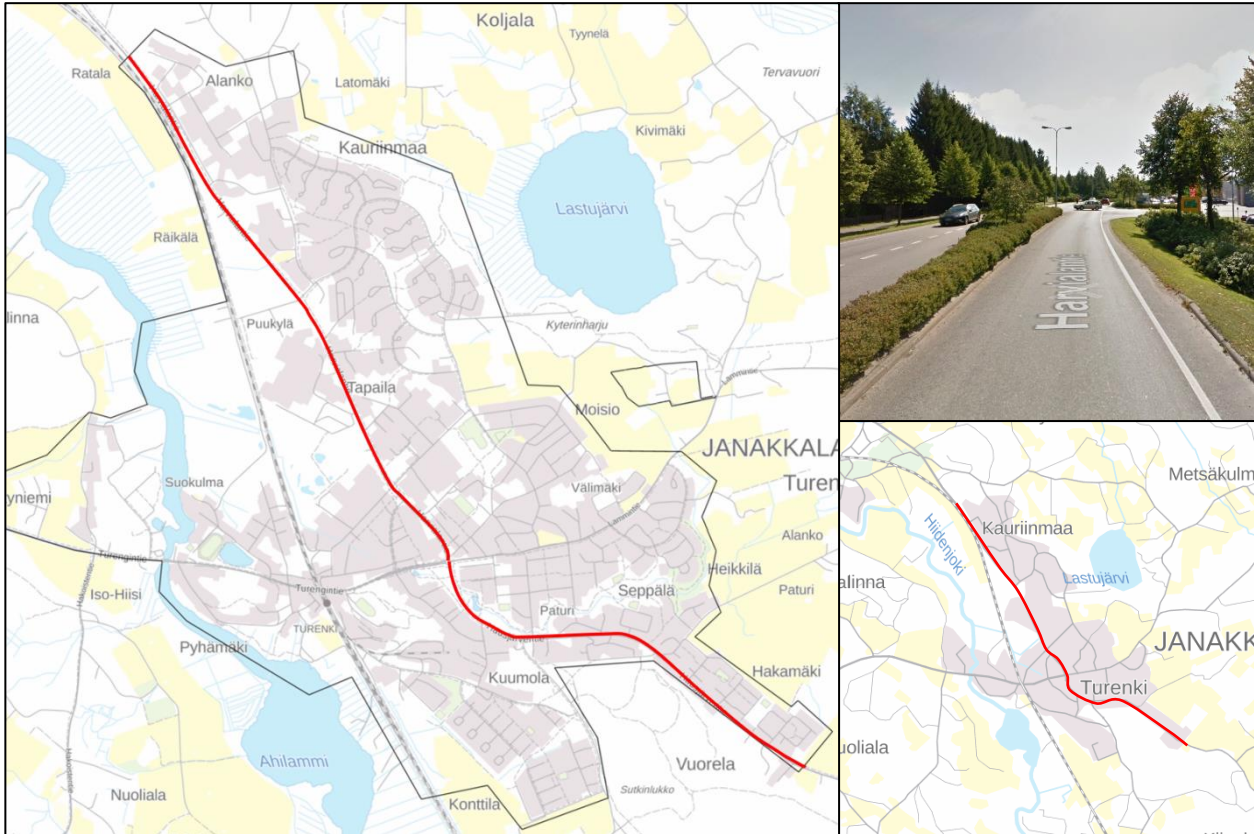 Koljala
Tyynelä
Ratala
Alanko
Latomäki
Tervavuori
Kivimäki
Kauriinmaa
Lastujärvi
Räikälä
linna
Puukylä
Kyterinharju
Tapaila
Lammintie
Moisio
JANAKKALA
Turen
Välimäki
Suokulma
yniemi
Lammintie
Alanko
Turengintie
Heikkilä
Iso-Hiisi
Turengintie
Seppälä
Paturi
Paturi
TURENKI
Pyhämäki
Hakamäki
Kuumola
Ahilammi
Vuorela
Sutkinlukko
Nuoliala
Konttila
Harvialantie
Metsäkulm
Kauriinmaa
Hiidenjoki
alinna
Lastujärvi
JANAKK
Turenki
uoliala